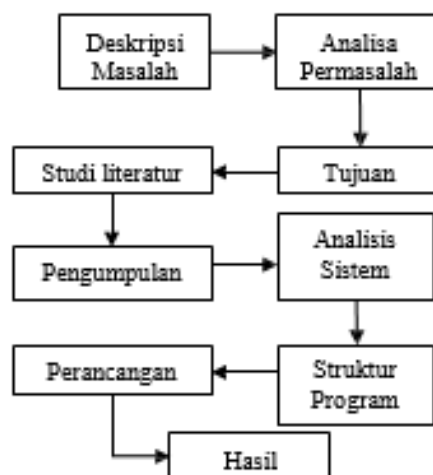 Deskripsi
Masalah
Analisa
Permasalah
Tujuan
Studi literatur
Pengumpulan
Analisis
Sistem
Struktur
Program
Perancangan
Hasil